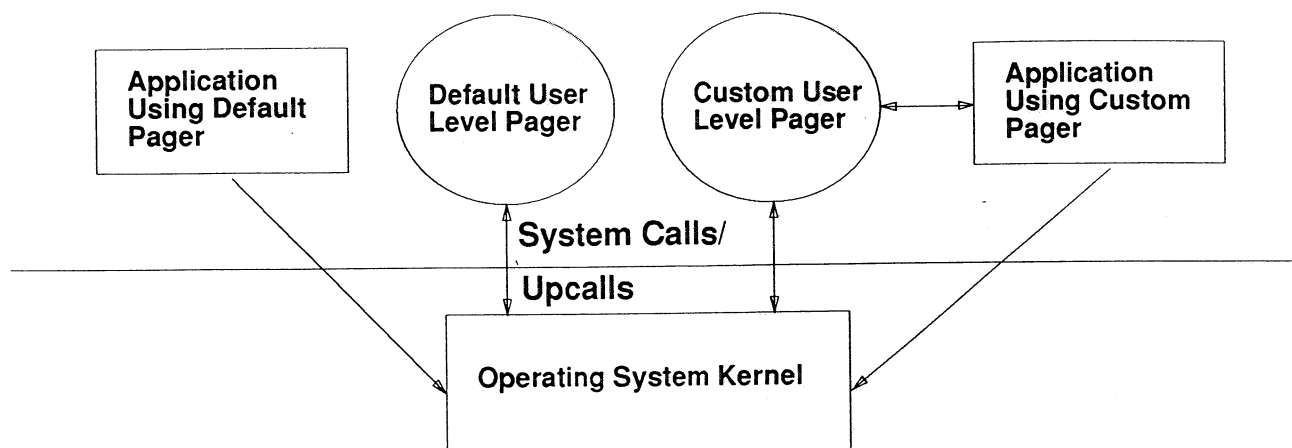 Application
Using Default
Pager
Default User
Level Pager
Custom User
Level Pager
Application
Using Custom
Pager
System Calls/
Upcalls
Operating System Kernel